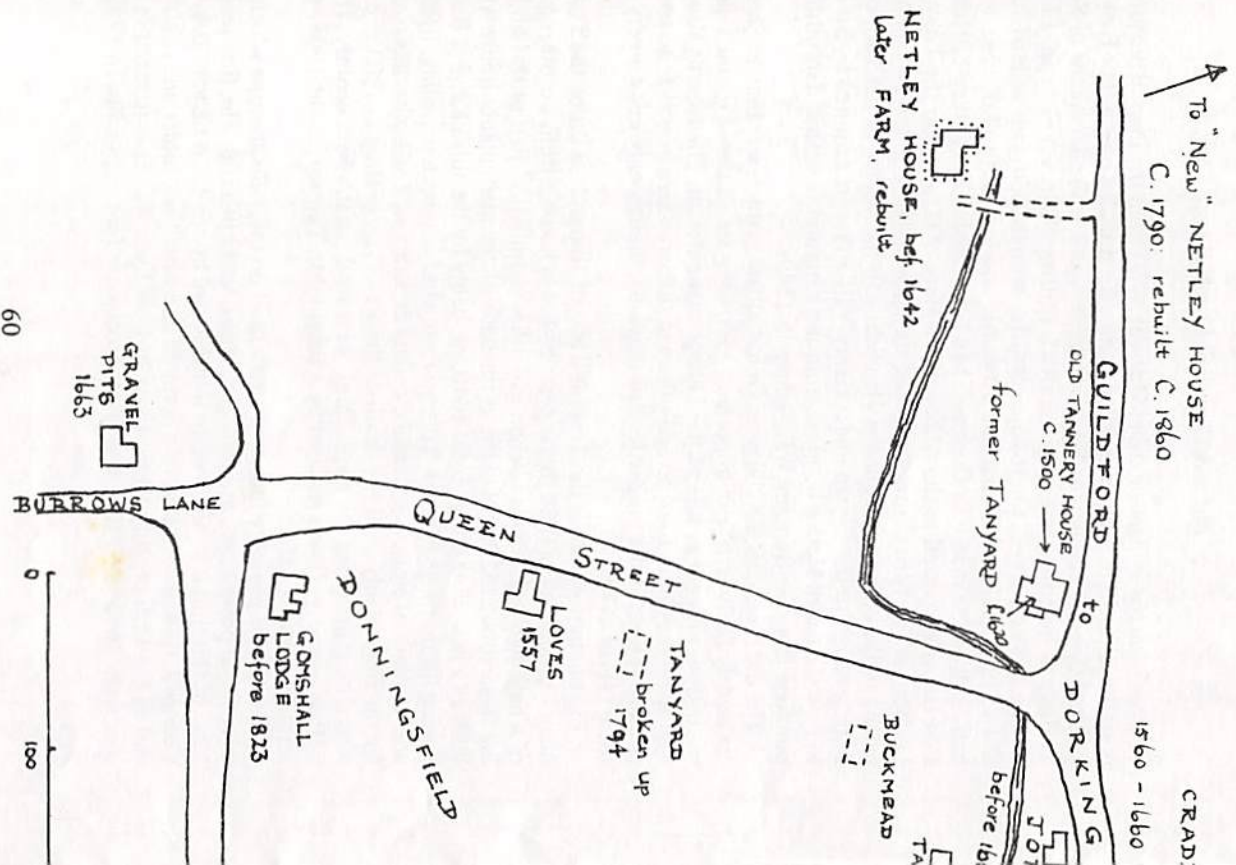 To "New" NETLEY HOUSE
C. 1790: rebuilt C. 1860
NETLEY HOUSE, bef. 1642
later FARM, rebuilt
GUILDFORD to DORKING
OLD TANNERY HOUSE
C. 1500
former TANYARD
1560 - 1660
QUEEN STREET
TANYARD
broken up
1794
BUCKMEAD
LOVES
1557
DONNINGSFIELD
GOMSHALL
LODGE
before 1823
GRAVEL
PITS
1663
BURROWS LANE
0
100
60